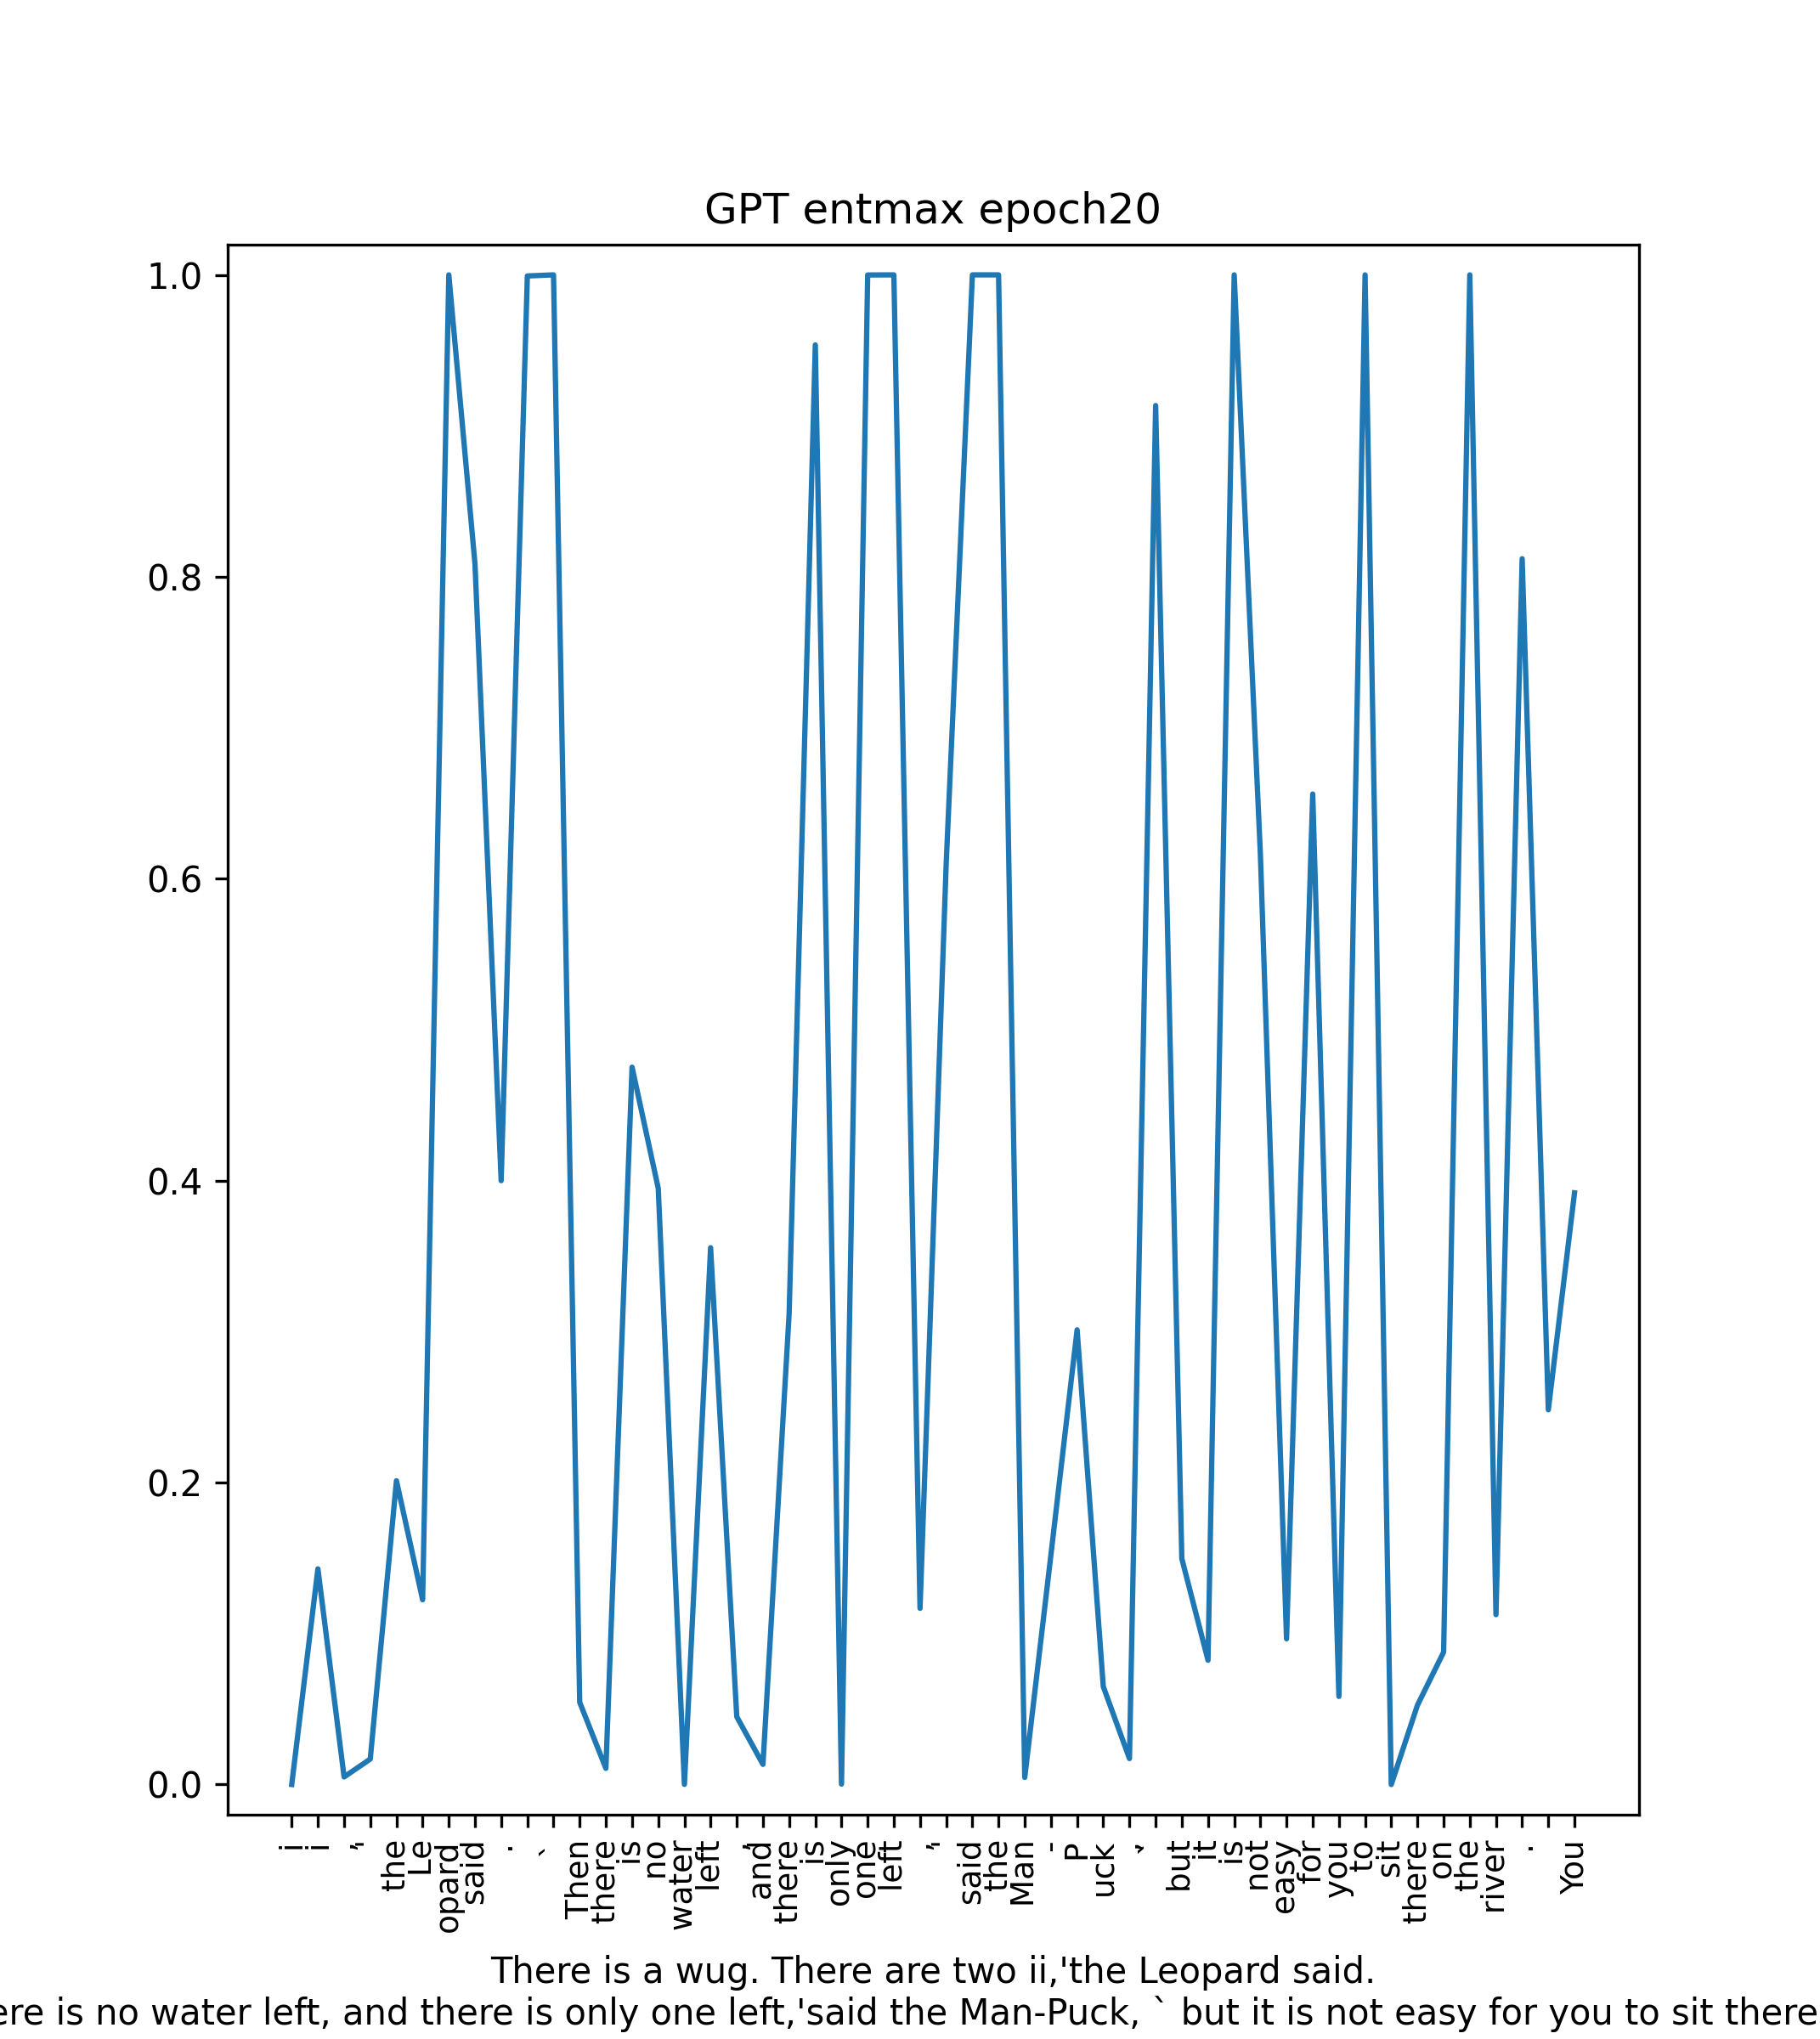 GPT entmax epoch20
1.0
0.8
0.6
0.4
0.2
0.0
i i ,' the Le opard said . ` Then there is no water left , and there is only one left ,' said the Man - P uck , ` but it is not easy for you to sit there on the river . You
There is a wug. There are two ii,'the Leopard said.
ere is no water left, and there is only one left,'said the Man-Puck, ` but it is not easy for you to sit there